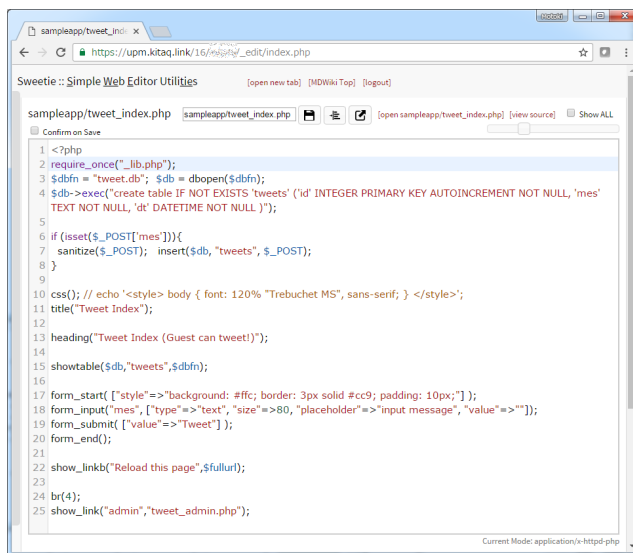 Hotaki
sampleapp/tweet_inde x
https://upm.kitaq.link/16/ /_edit/index.php
Sweetie :: Simple Web Editor Utilities [open new tab] [MDWiki Top] [logout]
sampleapp/tweet_index.php sampleapp/tweet_index.php [open sampleapp/tweet_index.php] [view source] Show ALL
Confirm on Save
1 <?php
2 require_once("_lib.php");
3 $dbfn = "tweet.db"; $db = dbopen($dbfn);
4 $db->exec("create table IF NOT EXISTS 'tweets' ('id' INTEGER PRIMARY KEY AUTOINCREMENT NOT NULL, 'mes'
TEXT NOT NULL, 'dt' DATETIME NOT NULL )");
5
6 if (isset($_POST['mes'])){
7 sanitize($_POST); insert($db, "tweets", $_POST);
8 }
9
10 css(); // echo '<style> body { font: 120% "Trebuchet MS", sans-serif; } </style>';
11 title("Tweet Index");
12
13 heading("Tweet Index (Guest can tweet!)");
14
15 showtable($db,"tweets",$dbfn);
16
17 form_start( ["style"=>"background: #ffc; border: 3px solid #cc9; padding: 10px;"] );
18 form_input("mes", ["type"=>"text", "size"=>80, "placeholder"=>"input message", "value"=>""]);
19 form_submit( ["value"=>"Tweet"] );
20 form_end();
21
22 show_linkb("Reload this page",$fullurl);
23
24 br(4);
25 show_link("admin","tweet_admin.php");
Current Mode: application/x-httpd-php